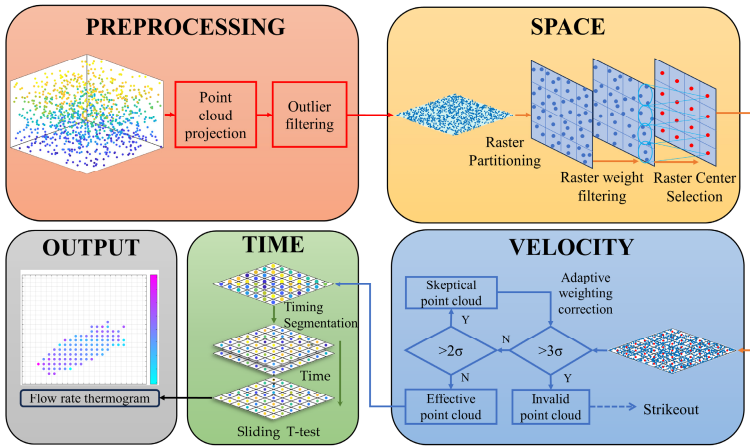 PREPROCESSING
Point
cloud
projection
Outlier
filtering
SPACE
Raster
Partitioning
Raster weight
filtering
Raster Center
Selection
OUTPUT
Flow rate thermogram
TIME
Timing
Segmentation
Time
Sliding T-test
VELOCITY
Skeptical
point cloud
Adaptive
weighting
correction
Y
N
>2σ
>3σ
N
Y
Effective
point cloud
Invalid
point cloud
Strikeout